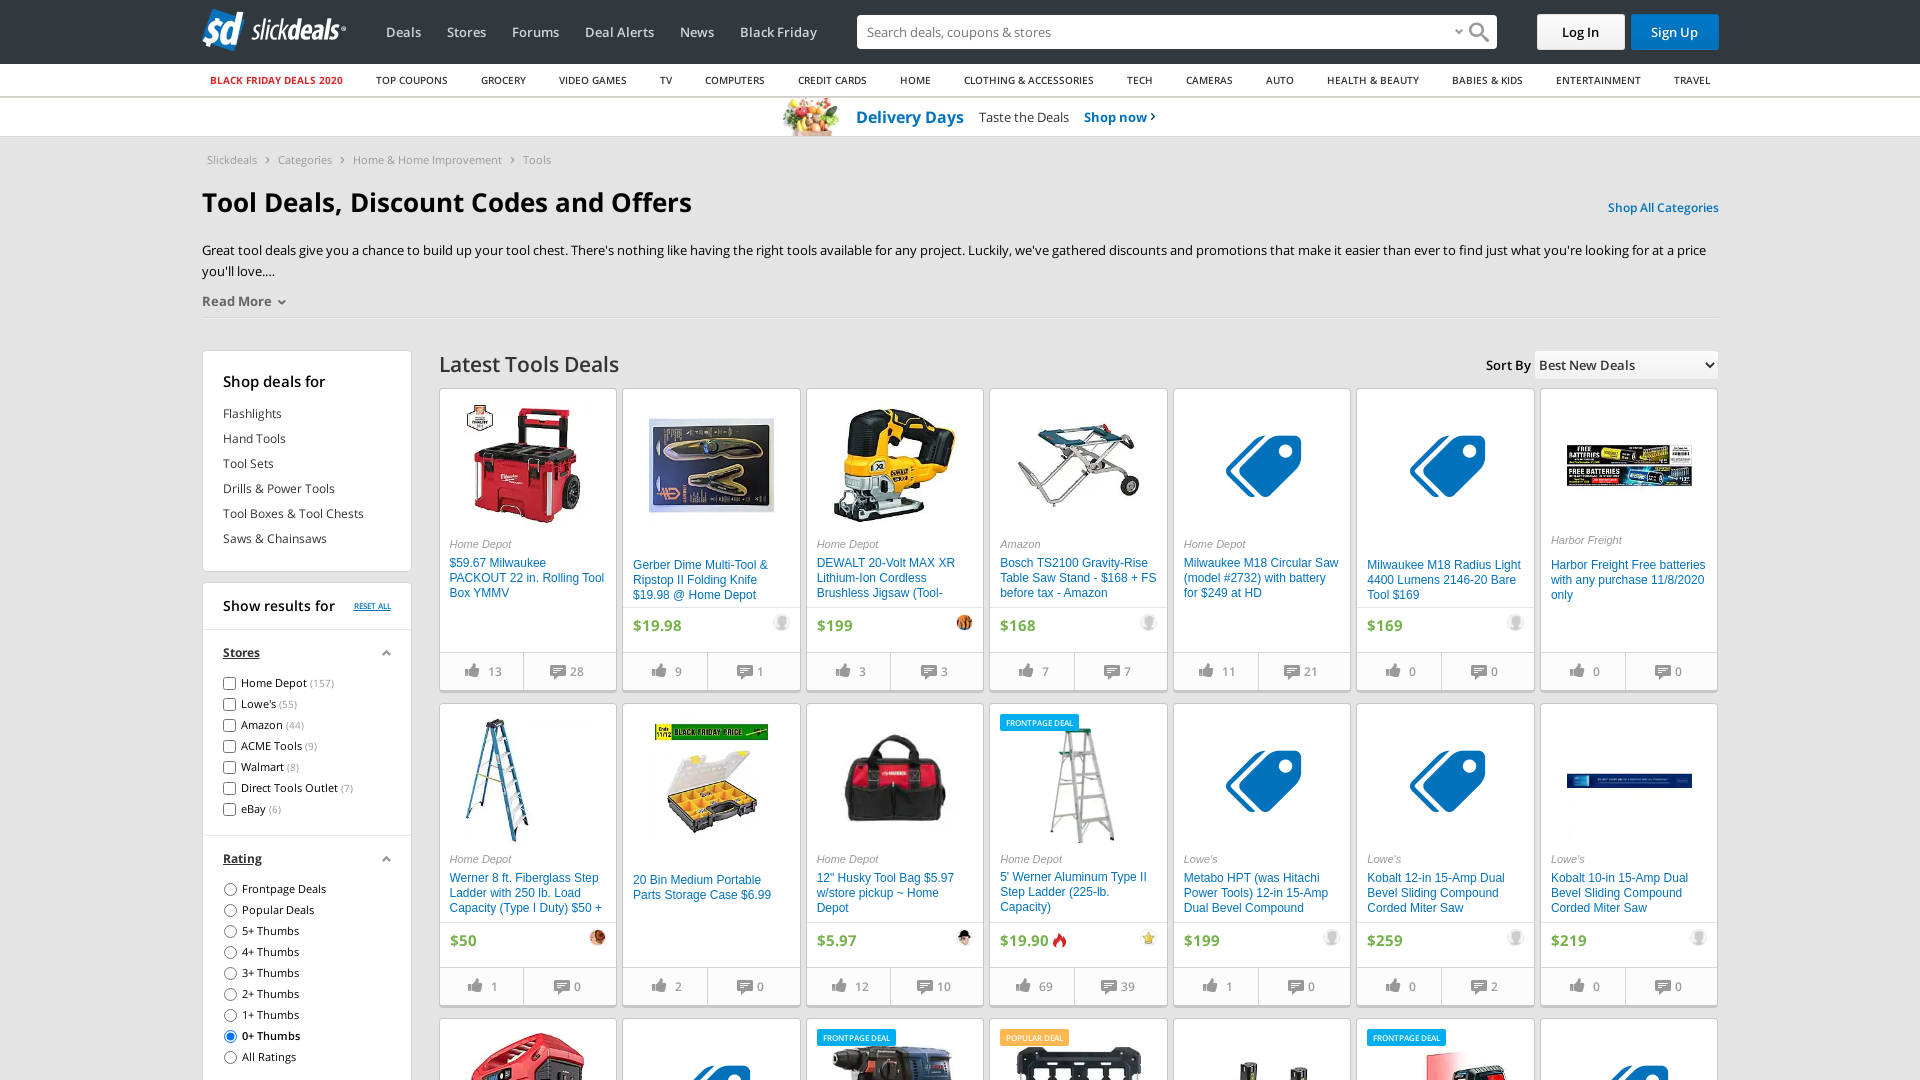 slickdeals
Deals
Stores
Forums
Deal Alerts
News
Black Friday
Search deals, coupons & stores
Log In
Sign Up
BLACK FRIDAY DEALS 2020
TOP COUPONS
GROCERY
VIDEO GAMES
TV
COMPUTERS
CREDIT CARDS
HOME
CLOTHING & ACCESSORIES
TECH
CAMERAS
AUTO
HEALTH & BEAUTY
BABIES & KIDS
ENTERTAINMENT
TRAVEL
Delivery Days Taste the Deals Shop now
Slickdeals > Categories > Home & Home Improvement > Tools
Tool Deals, Discount Codes and Offers
Shop All Categories
Great tool deals give you a chance to build up your tool chest. There's nothing like having the right tools available for any project. Luckily, we've gathered discounts and promotions that make it easier than ever to find just what you're looking for at a price
you'll love.…
Read More
Shop deals for
Flashlights
Hand Tools
Tool Sets
Drills & Power Tools
Tool Boxes & Tool Chests
Saws & Chainsaws
Show results for
RESET ALL
Stores
Home Depot (157)
Lowe's (55)
Amazon (44)
ACME Tools (9)
Walmart (8)
Direct Tools Outlet (7)
eBay (6)
Rating
Frontpage Deals
Popular Deals
5+ Thumbs
4+ Thumbs
3+ Thumbs
2+ Thumbs
1+ Thumbs
0+ Thumbs
All Ratings
Latest Tools Deals
Sort By Best New Deals
Home Depot
$59.67 Milwaukee
PACKOUT 22 in. Rolling Tool
Box YMMV
13
28
Gerber Dime Multi-Tool &
Ripstop II Folding Knife
$19.98 @ Home Depot
$19.98
9
1
Home Depot
DEWALT 20-Volt MAX XR
Lithium-Ion Cordless
Brushless Jigsaw (Tool-
$199
3
3
Amazon
Bosch TS2100 Gravity-Rise
Table Saw Stand - $168 + FS
before tax - Amazon
$168
7
7
Home Depot
Milwaukee M18 Circular Saw
(model #2732) with battery
for $249 at HD
11
21
Milwaukee M18 Radius Light
4400 Lumens 2146-20 Bare
Tool $169
$169
0
0
FREE
BATTERIES
FREE BATTERIES
Harbor Freight
Harbor Freight Free batteries
with any purchase 11/8/2020
only
0
0
Home Depot
Werner 8 ft. Fiberglass Step
Ladder with 250 lb. Load
Capacity (Type I Duty) $50 +
$50
1
0
Ends
11/12
BLACK FRIDAY PRICE
20 Bin Medium Portable
Parts Storage Case $6.99
2
0
Home Depot
12" Husky Tool Bag $5.97
w/store pickup ~ Home
Depot
$5.97
12
10
FRONTPAGE DEAL
Home Depot
5' Werner Aluminum Type II
Step Ladder (225-lb.
Capacity)
$19.90
69
39
Lowe's
Metabo HPT (was Hitachi
Power Tools) 12-in 15-Amp
Dual Bevel Compound
$199
1
0
Lowe's
Kobalt 12-in 15-Amp Dual
Bevel Sliding Compound
Corded Miter Saw
$259
0
2
Lowe's
Kobalt 10-in 15-Amp Dual
Bevel Sliding Compound
Corded Miter Saw
$219
0
0
FRONTPAGE DEAL
POPULAR DEAL
FRONTPAGE DEAL